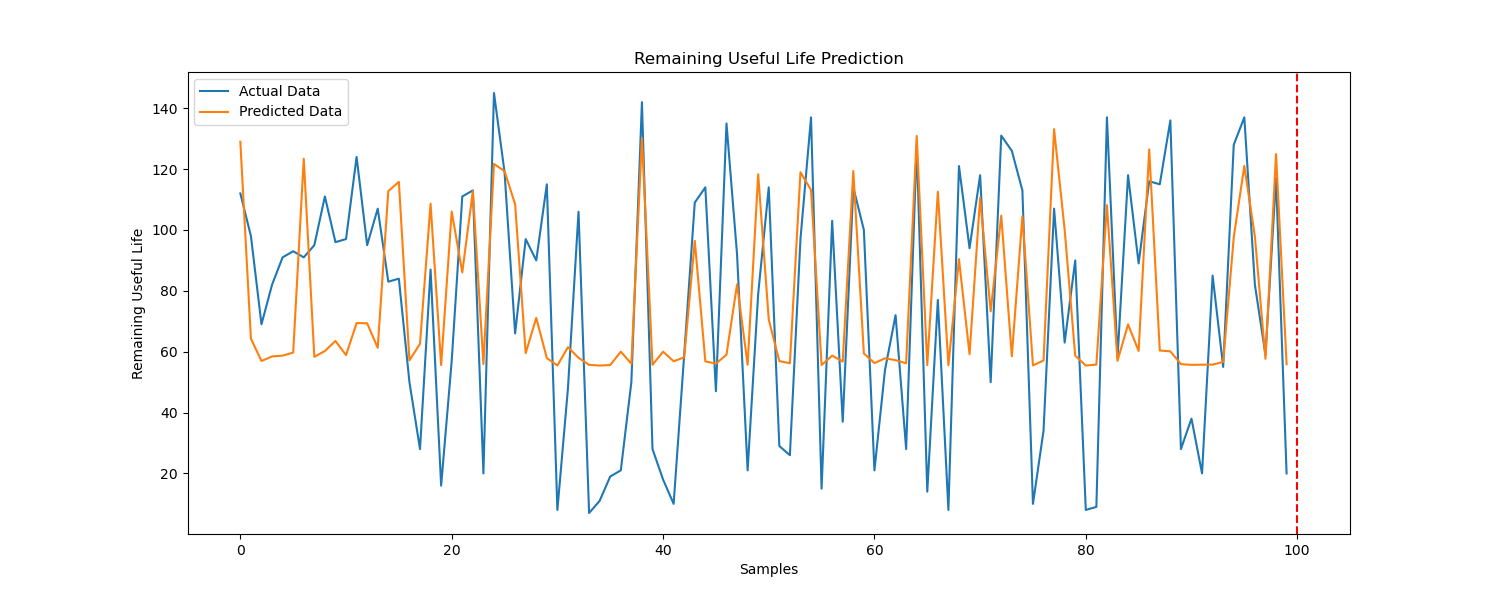 Remaining Useful Life Prediction
Actual Data
Predicted Data
Remaining Useful Life
140
120
100
80
60
40
20
0 20 40 60 80 100
Samples